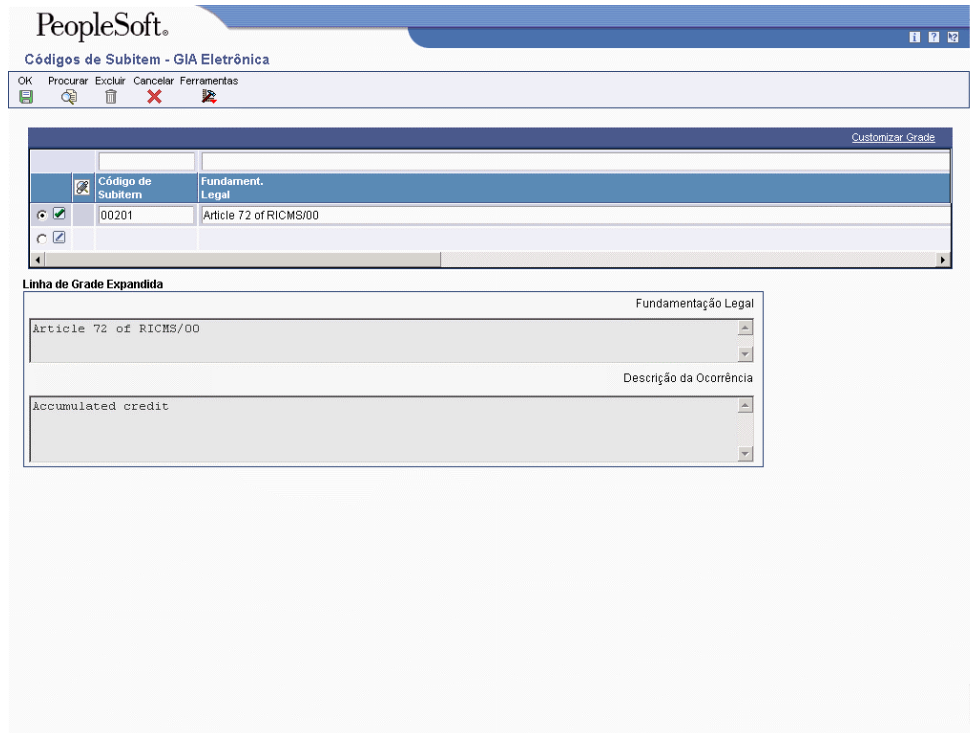 PeopleSoft®
Códigos de Subitem - GIA Eletrônica
OK Procurar Excluir Cancelar Ferramentas
Customizar Grade
Código de Subitem Fundament. Legal
00201 Article 72 of RICMS/00
Linha de Grade Expandida
Fundamentação Legal
Article 72 of RICMS/00
Descrição da Ocorrência
Accumulated credit